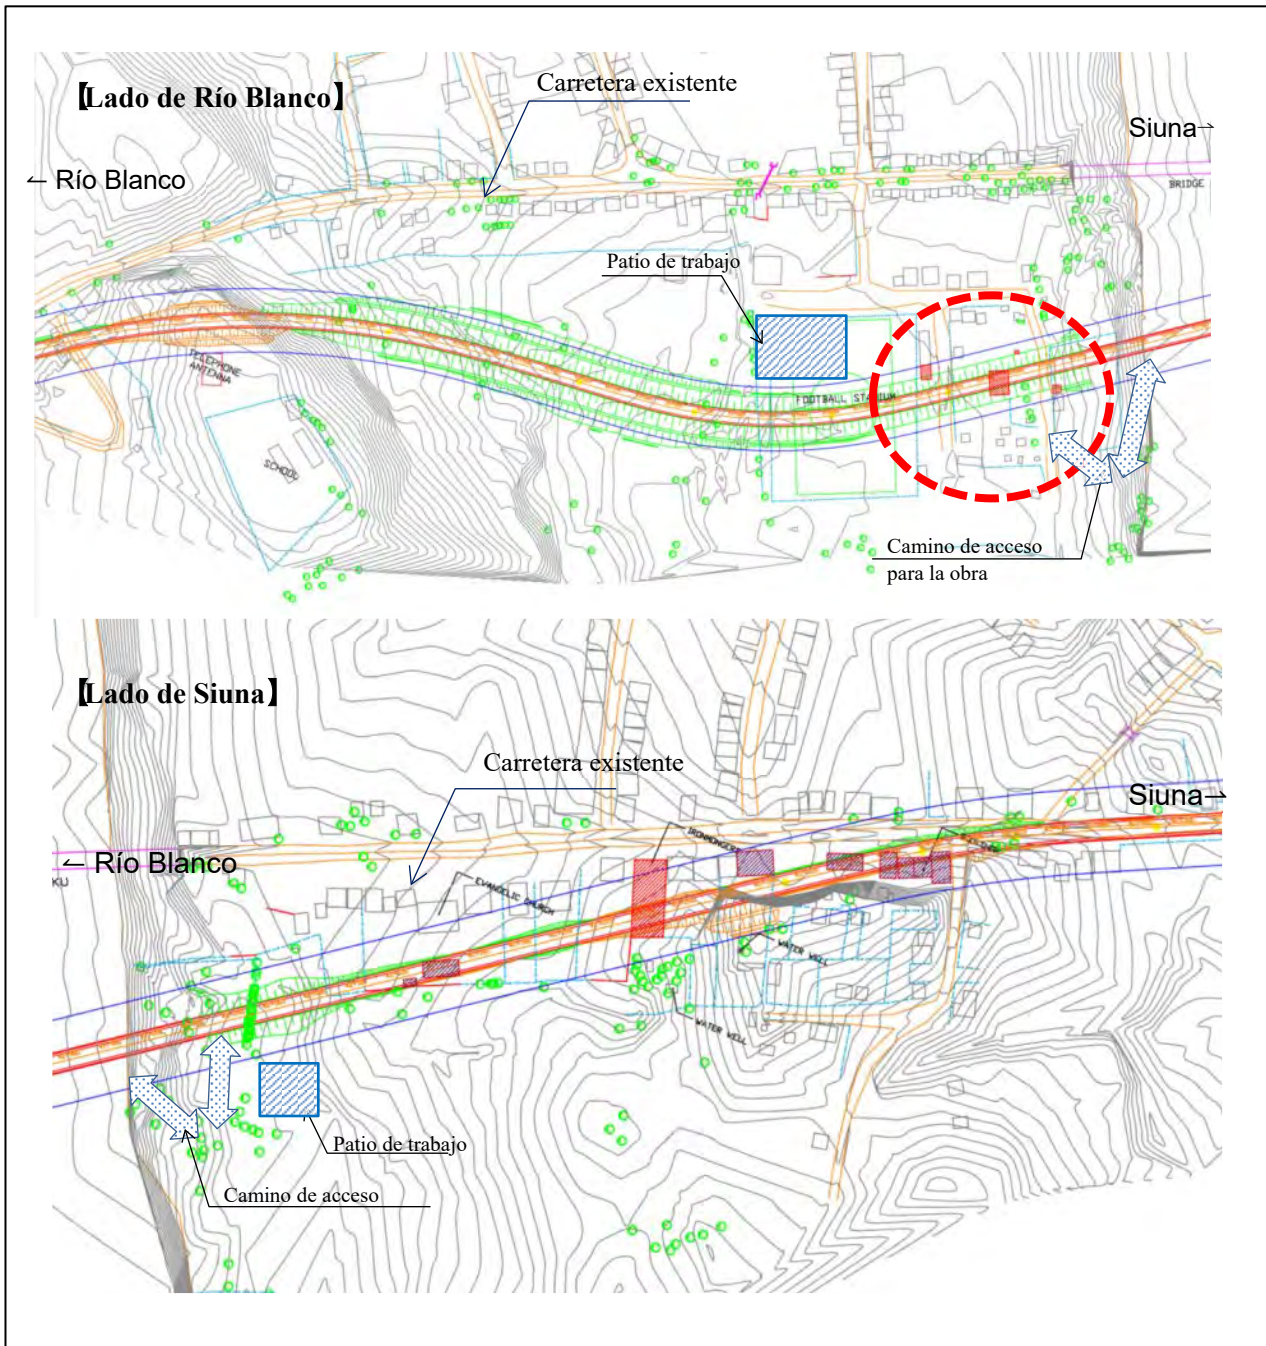 【Lado de Río Blanco】
Carretera existente
Siuna→
← Río Blanco
BRIDGE
Patio de trabajo
TELEPHONE
ANTENNA
FOOTBALL STADIUM
SCHOOL
Camino de acceso
para la obra
【Lado de Siuna】
Carretera existente
Siuna→
← Río Blanco
KU
IRONMONGERY
EVANGELIC CHURCH
WATER WELL
WATER WELL
Patio de trabajo
Camino de acceso